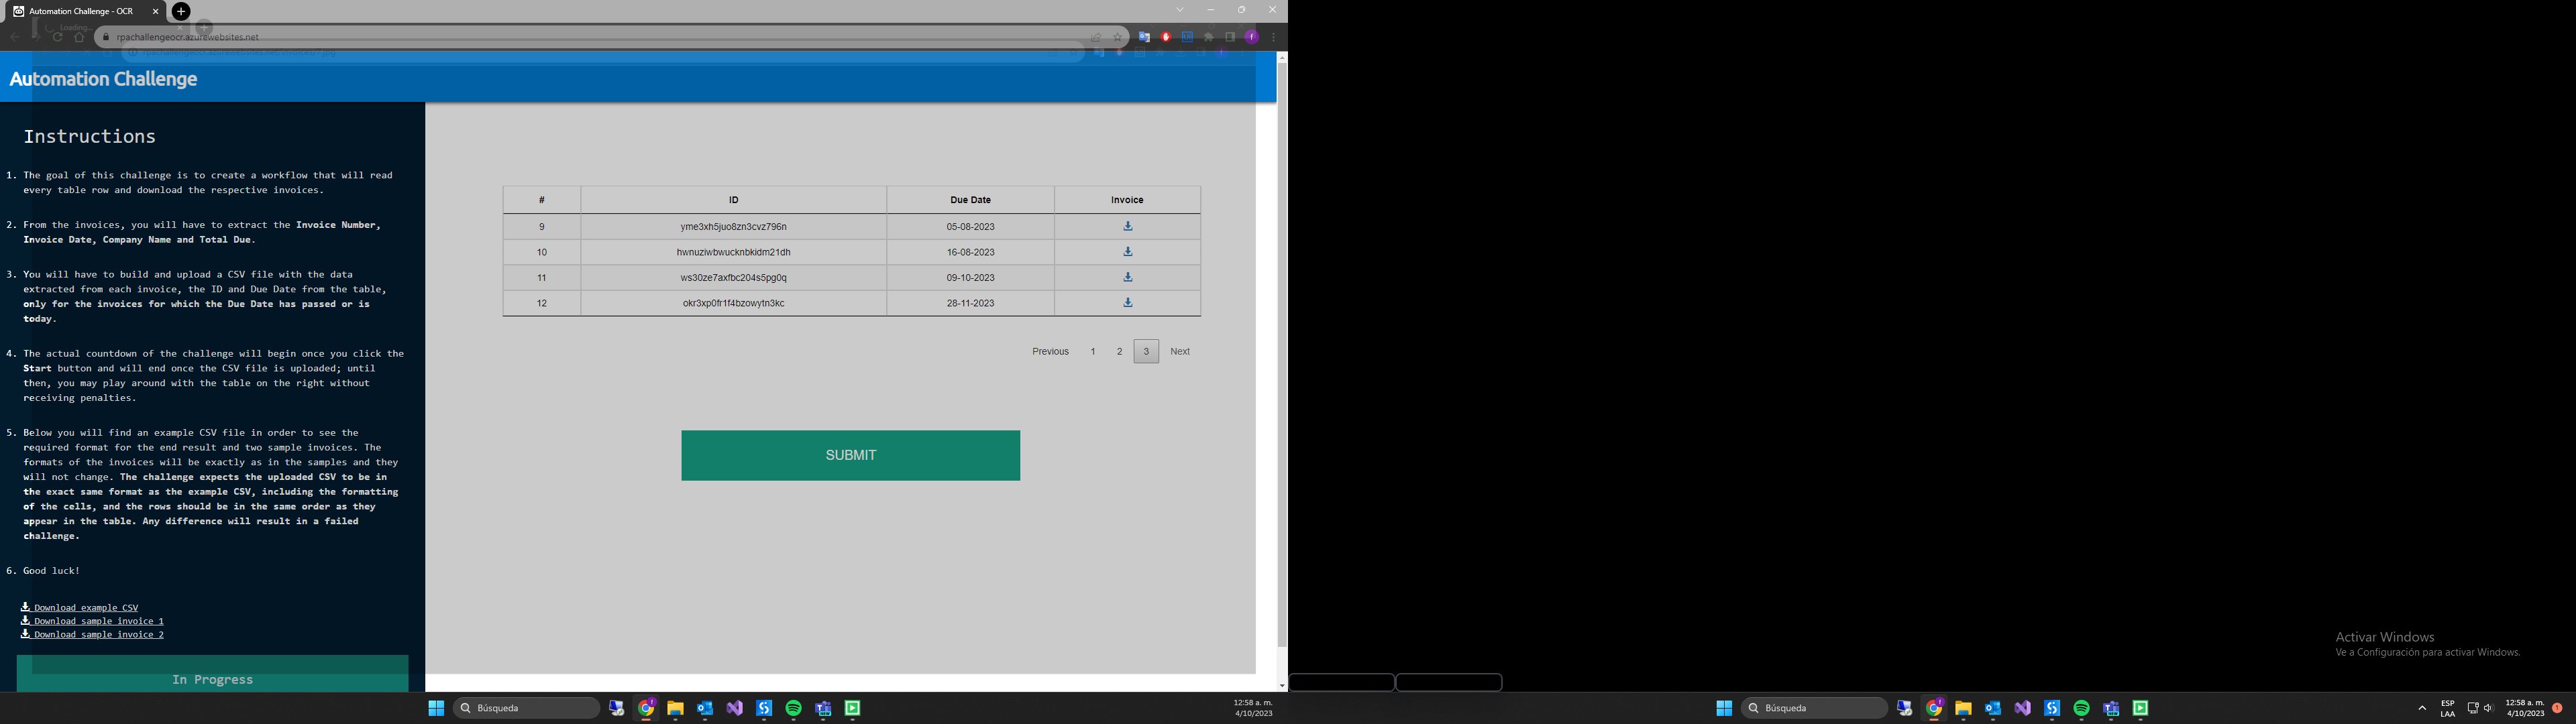 Automation Challenge - OCR
Loading...
rpachallengeocr.azurewebsites.net
Automation Challenge
Instructions
1. The goal of this challenge is to create a workflow that will read
every table row and download the respective invoices.
2. From the invoices, you will have to extract the Invoice Number,
Invoice Date, Company Name and Total Due.
3. You will have to build and upload a CSV file with the data
extracted from each invoice, the ID and Due Date from the table,
only for the invoices for which the Due Date has passed or is
today.
4. The actual countdown of the challenge will begin once you click the
Start button and will end once the CSV file is uploaded; until
then, you may play around with the table on the right without
receiving penalties.
5. Below you will find an example CSV file in order to see the
required format for the end result and two sample invoices. The
formats of the invoices will be exactly as in the samples and they
will not change. The challenge expects the uploaded CSV to be in
the exact same format as the example CSV, including the formatting
of the cells, and the rows should be in the same order as they
appear in the table. Any difference will result in a failed
challenge.
6. Good luck!
Download example CSV
Download sample invoice 1
Download sample invoice 2
In Progress
# ID Due Date Invoice
9 yme3xh5juo8zn3cvz796n 05-08-2023
10 hwnuziwbwucknbkidm21dh 16-08-2023
11 ws30ze7axfbc204s5pg0q 09-10-2023
12 okr3xp0fr1f4bzowytn3kc 28-11-2023
Previous 1 2 3 Next
SUBMIT
Búsqueda
12:58 a. m.
4/10/2023
Activar Windows
Ve a Configuración para activar Windows.
Búsqueda
ESP
LAA
12:58 a. m.
4/10/2023
1